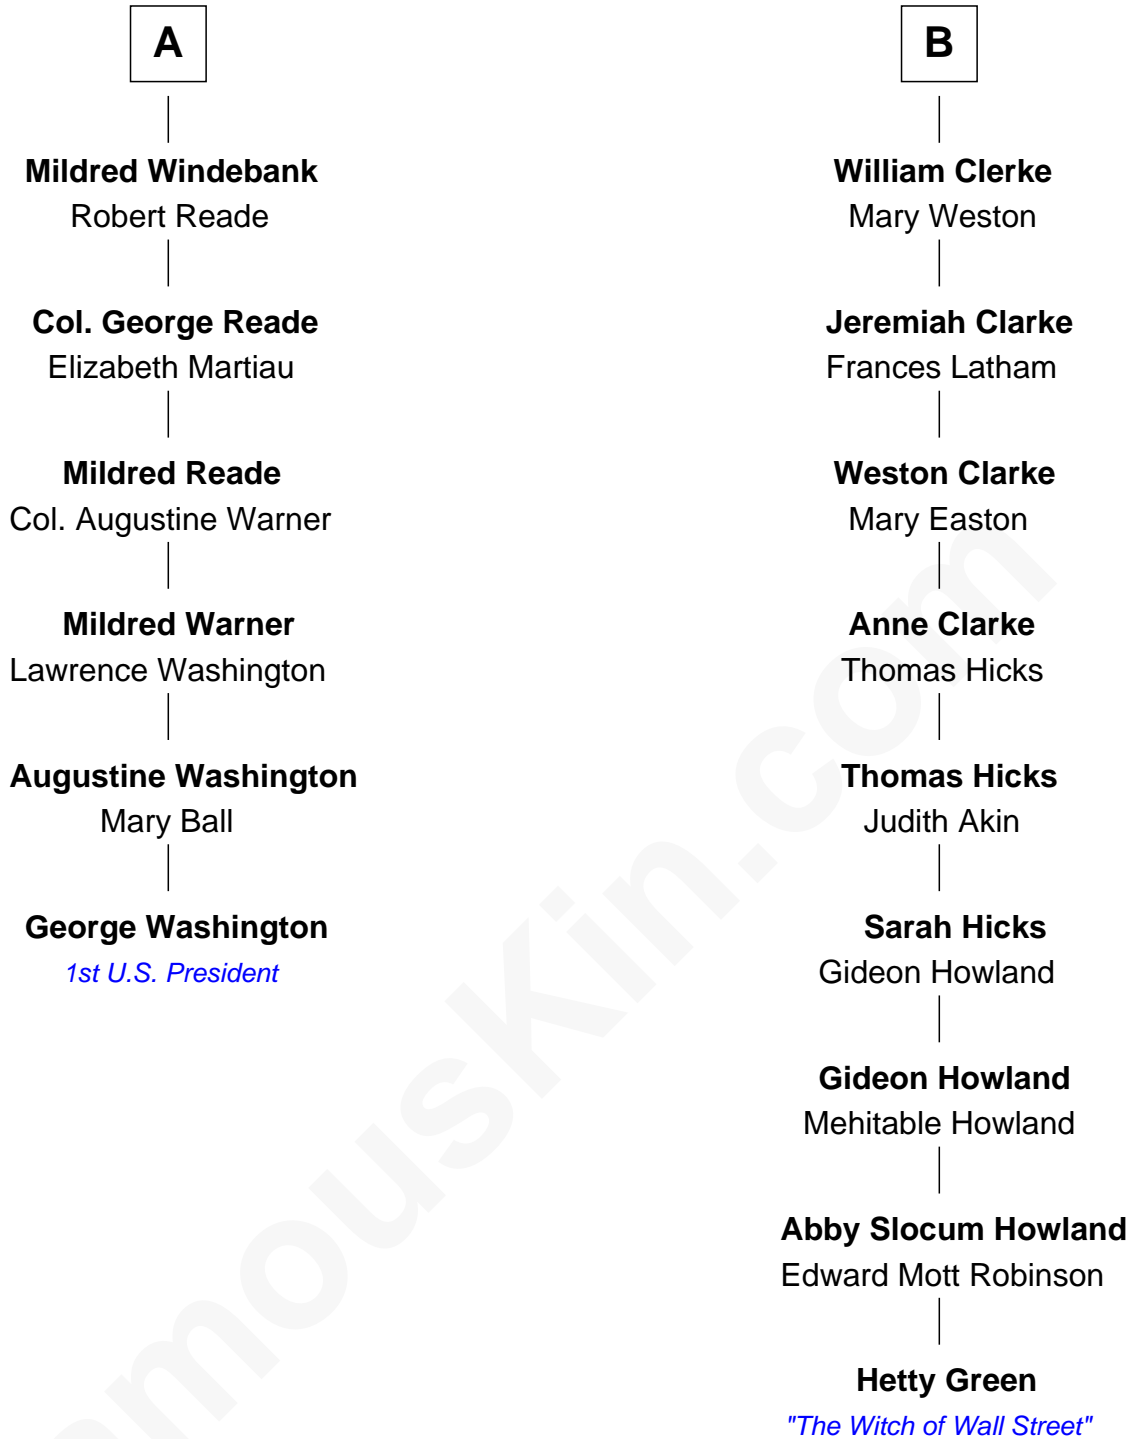 A
Mildred Windebank
Robert Reade
Col. George Reade
Elizabeth Martiau
Mildred Reade
Col. Augustine Warner
Mildred Warner
Lawrence Washington
Augustine Washington
Mary Ball
George Washington
1st U.S. President
B
William Clerke
Mary Weston
Jeremiah Clarke
Frances Latham
Weston Clarke
Mary Easton
Anne Clarke
Thomas Hicks
Thomas Hicks
Judith Akin
Sarah Hicks
Gideon Howland
Gideon Howland
Mehitable Howland
Abby Slocum Howland
Edward Mott Robinson
Hetty Green
"The Witch of Wall Street"
amouskin.com